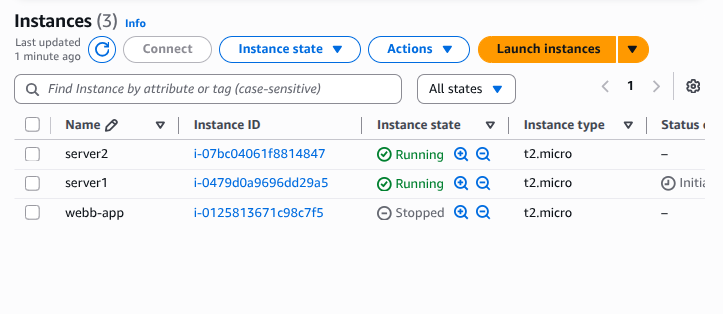 Instances (3) Info
Last updated
1 minute ago
Connect
Instance state
Actions
Launch instances
Find Instance by attribute or tag (case-sensitive)
All states
1
Name Instance ID Instance state Instance type Status c
server2 i-07bc04061f8814847 Running t2.micro –
server1 i-0479d0a9696dd29a5 Running t2.micro Initia
webb-app i-0125813671c98c7f5 Stopped t2.micro –